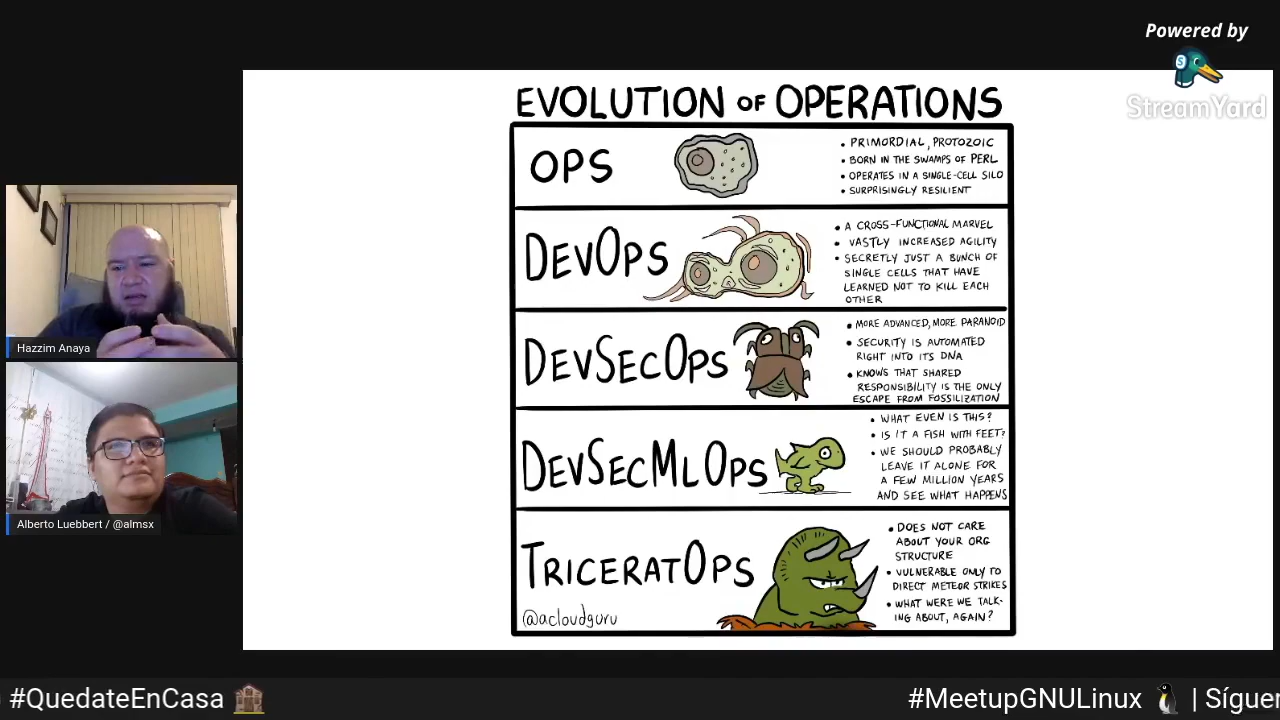 Powered by
StreamYard
EVOLUTION OF OPERATIONS
OPS
• PRIMORDIAL, PROTOZOIC
• BORN IN THE SWAMPS OF PERL
• OPERATES IN A SINGLE-CELL SILO
• SURPRISINGLY RESILIENT
DEVOPS
• A CROSS-FUNCTIONAL MARVEL
• VASTLY INCREASED AGILITY
• SECRETLY JUST A BUNCH OF
SINGLE CELLS THAT HAVE
LEARNED NOT TO KILL EACH
OTHER
DEVSECOPS
• MORE ADVANCED, MORE PARANOID
• SECURITY IS AUTOMATED
RIGHT INTO ITS DNA
• KNOWS THAT SHARED
RESPONSIBILITY IS THE ONLY
ESCAPE FROM FOSSILIZATION
DEVSECMLOPS
• WHAT EVEN IS THIS?
• IS IT A FISH WITH FEET?
• WE SHOULD PROBABLY
LEAVE IT ALONE FOR
A FEW MILLION YEARS
AND SEE WHAT HAPPENS
TRICERATOPS
• DOES NOT CARE
ABOUT YOUR ORG
STRUCTURE
• VULNERABLE ONLY TO
DIRECT METEOR STRIKES
• WHAT WERE WE TALK-
ING ABOUT, AGAIN?
@acloudguru
Hazzim Anaya
Alberto Luebbert / @almsx
#QuedateEnCasa #MeetupGNULinux | Síguen